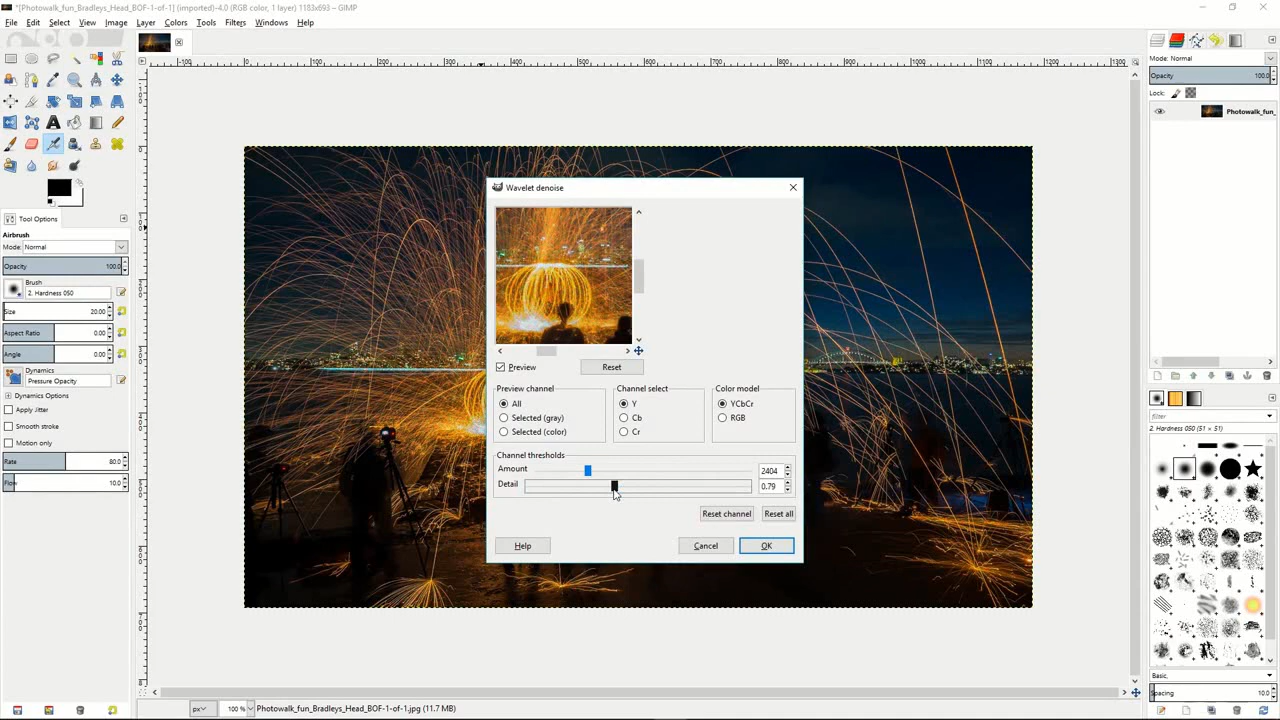 *[Photowalk_fun_Bradleys_Head_BOF-1-of-1] (imported)-4.0 (RGB color, 1 layer) 1183x693 – GIMP
File Edit Select View Image Layer Colors Tools Filters Windows Help
Mode: Normal
Opacity 100.0
Lock:
Photowalk_fun_
Wavelet denoise
Tool Options
Airbrush
Mode: Normal
Opacity 100.0
Brush
2. Hardness 050
Size 20.00
Aspect Ratio 0.00
Angle 0.00
Dynamics
Pressure Opacity
Dynamics Options
Apply Jitter
Smooth stroke
Motion only
Rate 80.0
Flow 10.0
Preview
Reset
Preview channel
All
Selected (gray)
Selected (color)
Channel select
Y
Cb
Cr
Color model
YCbCr
RGB
Channel thresholds
Amount 2404
Detail 0.79
Reset channel Reset all
Help Cancel OK
filter
2. Hardness 050 (51 × 51)
Basic,
Spacing 10.0
px 100 % Photowalk_fun_Bradleys_Head_BOF-1-of-1.jpg (11.7 MB)